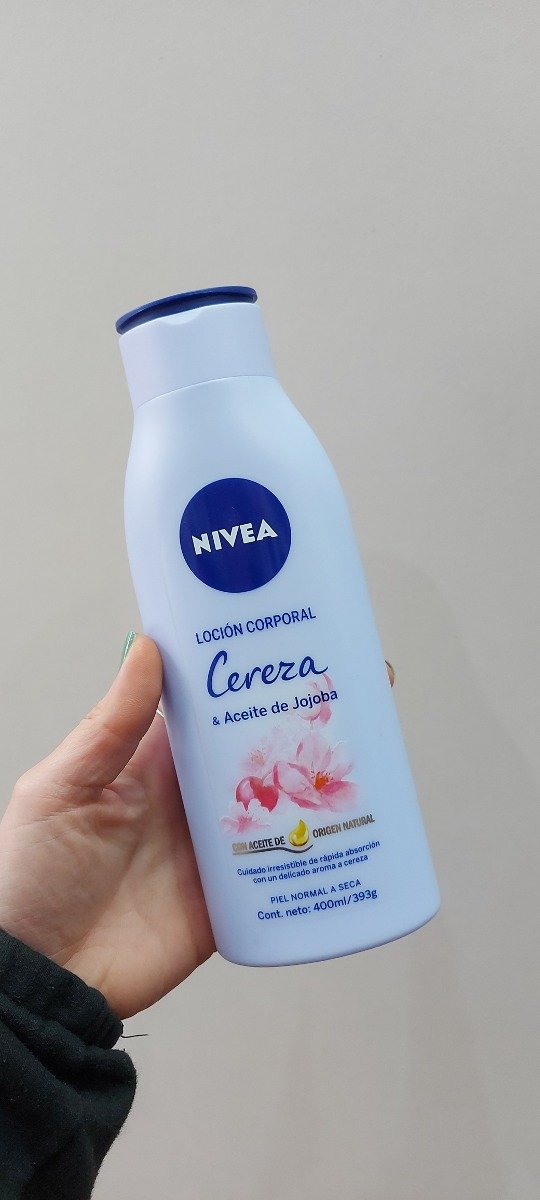 NIVEA
LOCIÓN CORPORAL
Cereza
& Aceite de Jojoba
CON ACEITE DE ORIGEN NATURAL
Cuidado irresistible de rápida absorción
con un delicado aroma a cereza
PIEL NORMAL A SECA
Cont. neto: 400ml/393g